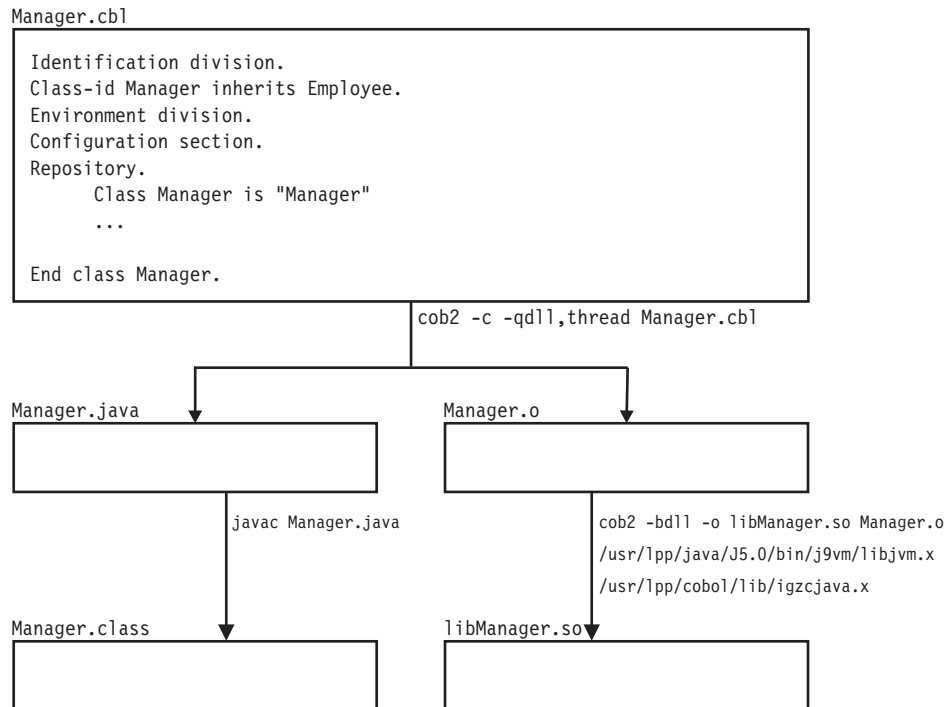 Manager.cbl
Identification division.
Class-id Manager inherits Employee.
Environment division.
Configuration section.
Repository.
Class Manager is "Manager"
...
End class Manager.
cob2 -c -qdll,thread Manager.cbl
Manager.java
Manager.o
javac Manager.java
cob2 -bdll -o libManager.so Manager.o
/usr/lpp/java/J5.0/bin/j9vm/libjvm.x
/usr/lpp/cobol/lib/igzcjava.x
Manager.class
libManager.so